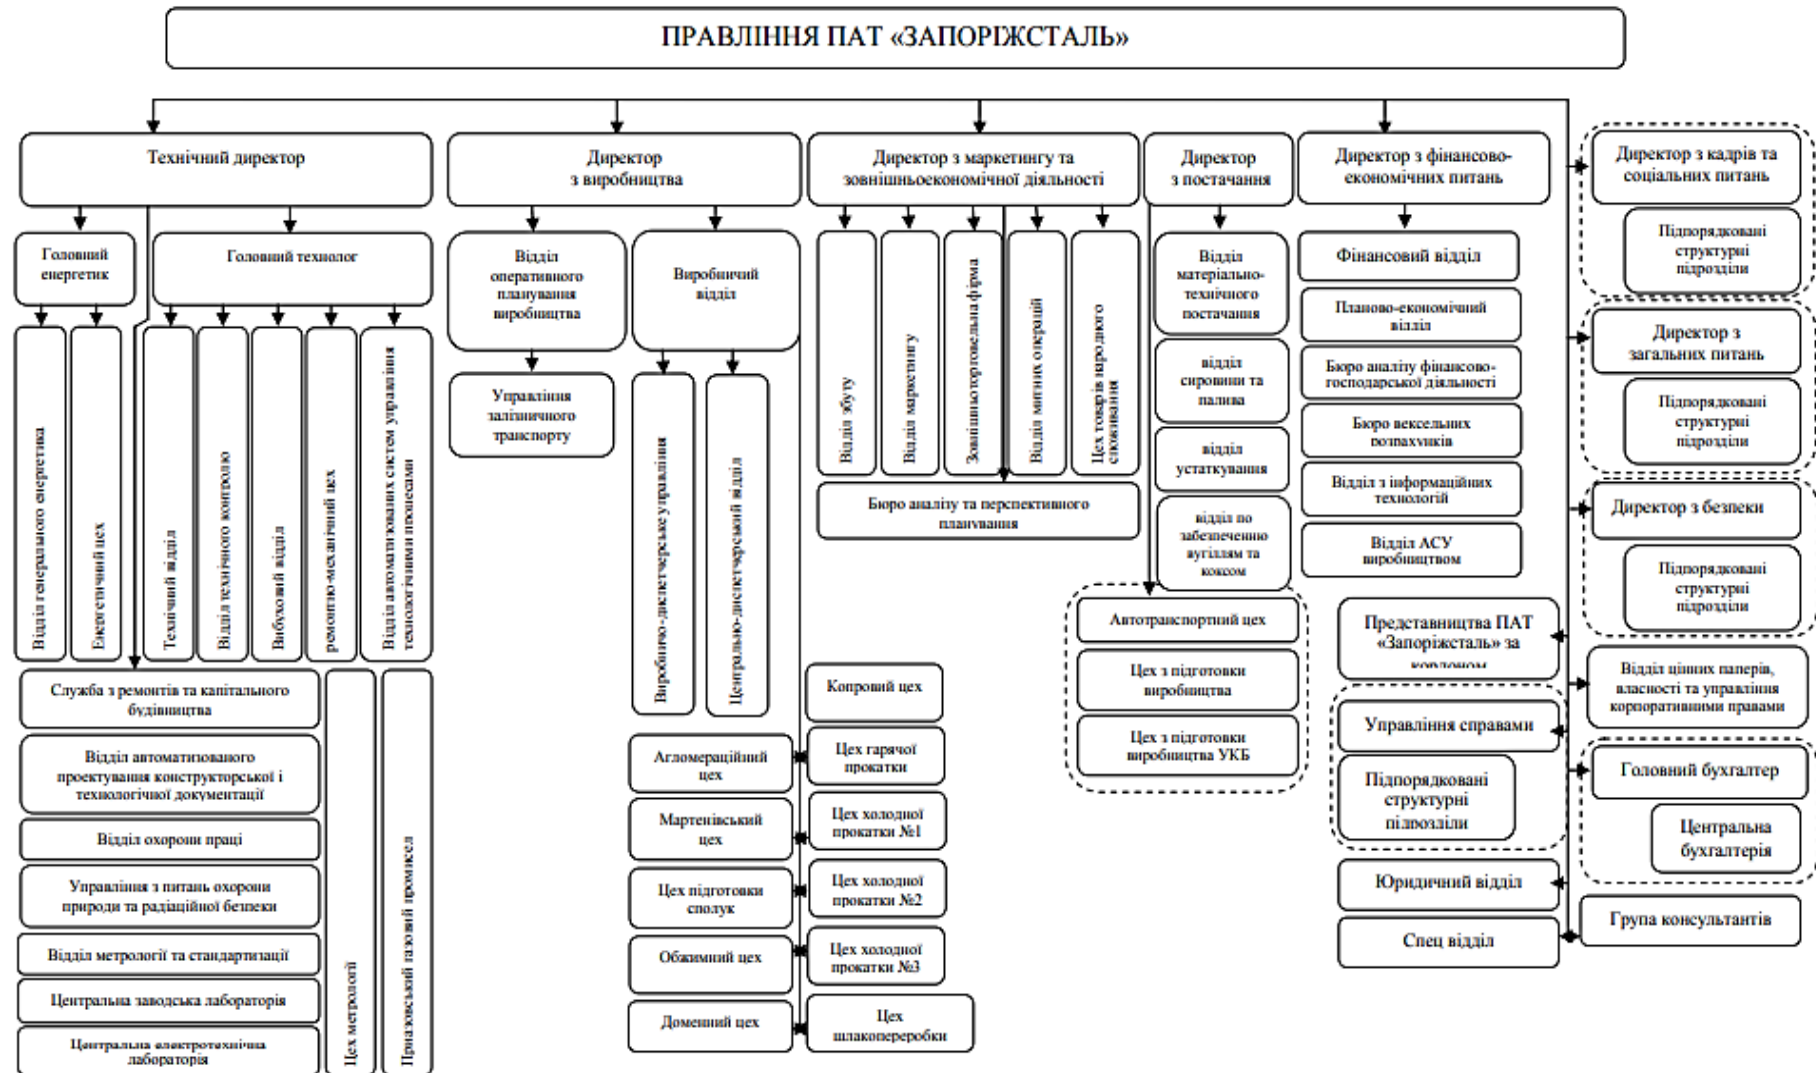 ПРАВЛІННЯ ПАТ «ЗАПОРІЖСТАЛЬ»
Технічний директор
Директор
з виробництва
Директор з маркетингу та
зовнішньоекономічної діяльності
Директор
з постачання
Директор з фінансово-
економічних питань
Директор з кадрів та
соціальних питань
Підпорядковані
структурні
підрозділи
Головний
енергетик
Головний технолог
Відділ
оперативного
планування
виробництва
Виробничий
відділ
Управління
залізничного
транспорту
Відділ генерального енергетика
Енергетичний цех
Технічний відділ
Відділ технічного контролю
Вибуховий відділ
ремонтно-механічний цех
Відділ автоматизованих систем управління
технологічними процесами
Виробничо-диспетчерське управління
Центрально-диспетчерський відділ
Відділ збуту
Відділ маркетингу
Зовнішньо торговельна фірма
Відділ митних операцій
Цех товарів народного
споживання
Бюро аналізу та перспективного
планування
Відділ
матеріально-
технічного
постачання
відділ
сировини та
палива
відділ
устаткування
відділ по
забезпеченню
вугіллям та
коксом
Автотранспортний цех
Цех з підготовки
виробництва
Цех з підготовки
виробництва УКБ
Фінансовий відділ
Планово-економічний
відділ
Бюро аналізу фінансово-
господарської діяльності
Бюро вексельних
розрахунків
Відділ з інформаційних
технологій
Відділ АСУ
виробництвом
Представництва ПАТ
«Запоріжсталь» за
кордоном
Управління справами
Підпорядковані
структурні
підрозділи
Юридичний відділ
Спец відділ
Директор з
загальних питань
Підпорядковані
структурні
підрозділи
Директор з безпеки
Підпорядковані
структурні
підрозділи
Відділ цінних паперів,
власності та управління
корпоративними правами
Головний бухгалтер
Центральна
бухгалтерія
Група консультантів
Служба з ремонтів та капітального
будівництва
Відділ автоматизованого
проектування конструкторської і
технологічної документації
Відділ охорони праці
Управління з питань охорони
природи та радіаційної безпеки
Відділ метрології та стандартизації
Центральна заводська лабораторія
Центральна електротехнічна
лабораторія
Цех метрології
Приазовський газовий промисел
Копровий цех
Агломераційний
цех
Цех гарячої
прокатки
Мартенівський
цех
Цех холодної
прокатки №1
Цех підготовки
сполук
Цех холодної
прокатки №2
Обжимний цех
Цех холодної
прокатки №3
Доменний цех
Цех
шлакопереробки